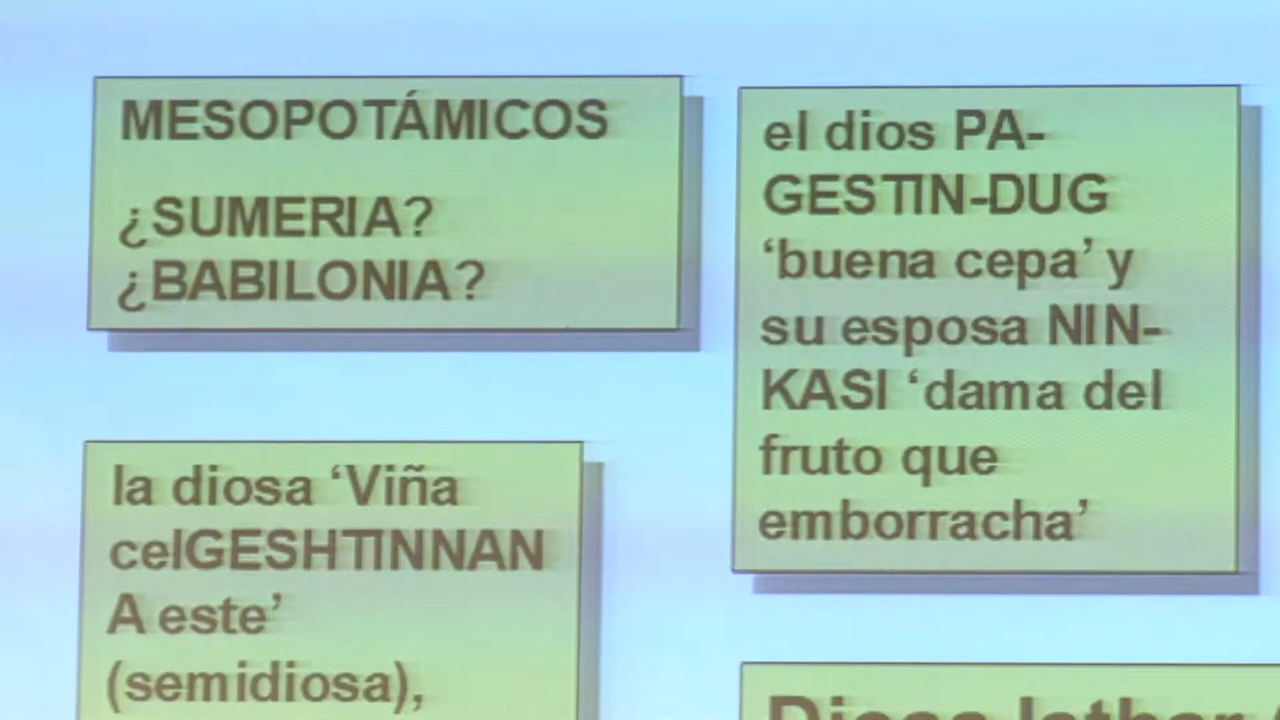 MESOPOTÁMICOS
¿SUMERIA?
¿BABILONIA?
el dios PA-
GESTIN-DUG
‘buena cepa’ y
su esposa NIN-
KASI ‘dama del
fruto que
emborracha’
la diosa ‘Viña
celGESHTINNAN
A este’
(semidiosa),